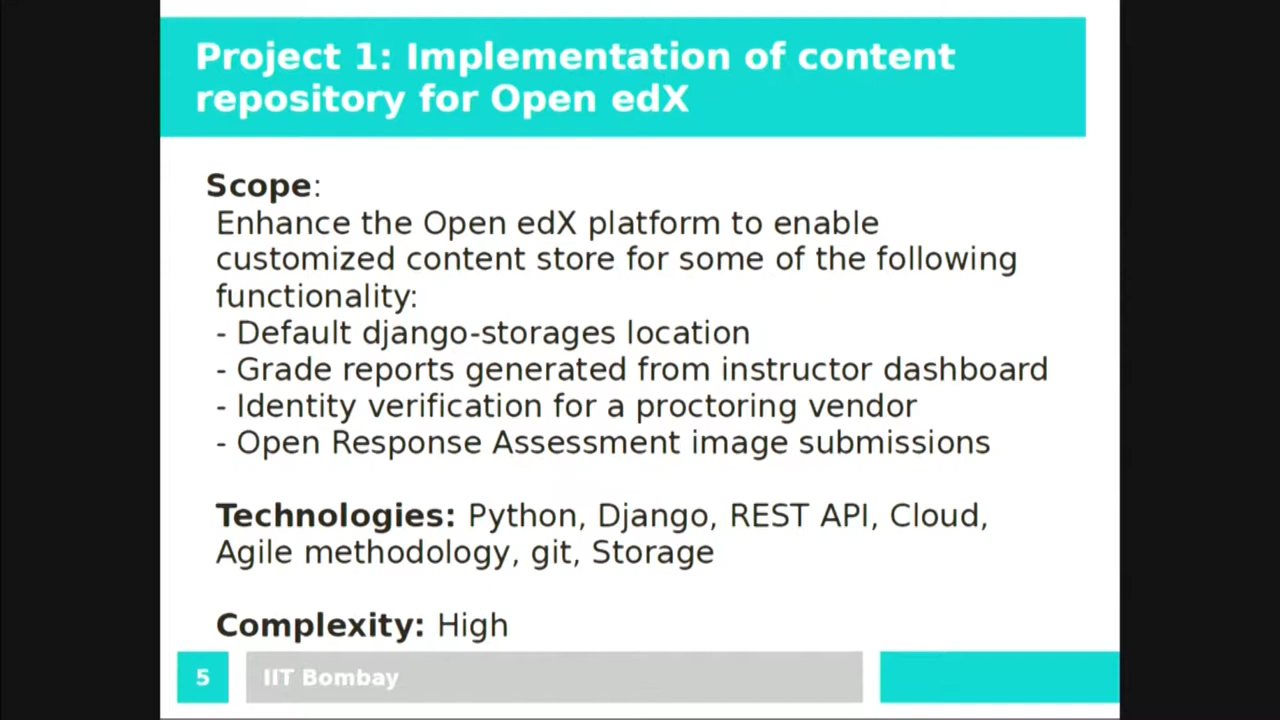 Project 1: Implementation of content
repository for Open edX
Scope:
Enhance the Open edX platform to enable
customized content store for some of the following
functionality:
- Default django-storages location
- Grade reports generated from instructor dashboard
- Identity verification for a proctoring vendor
- Open Response Assessment image submissions
Technologies: Python, Django, REST API, Cloud,
Agile methodology, git, Storage
Complexity: High
5 IIT Bombay